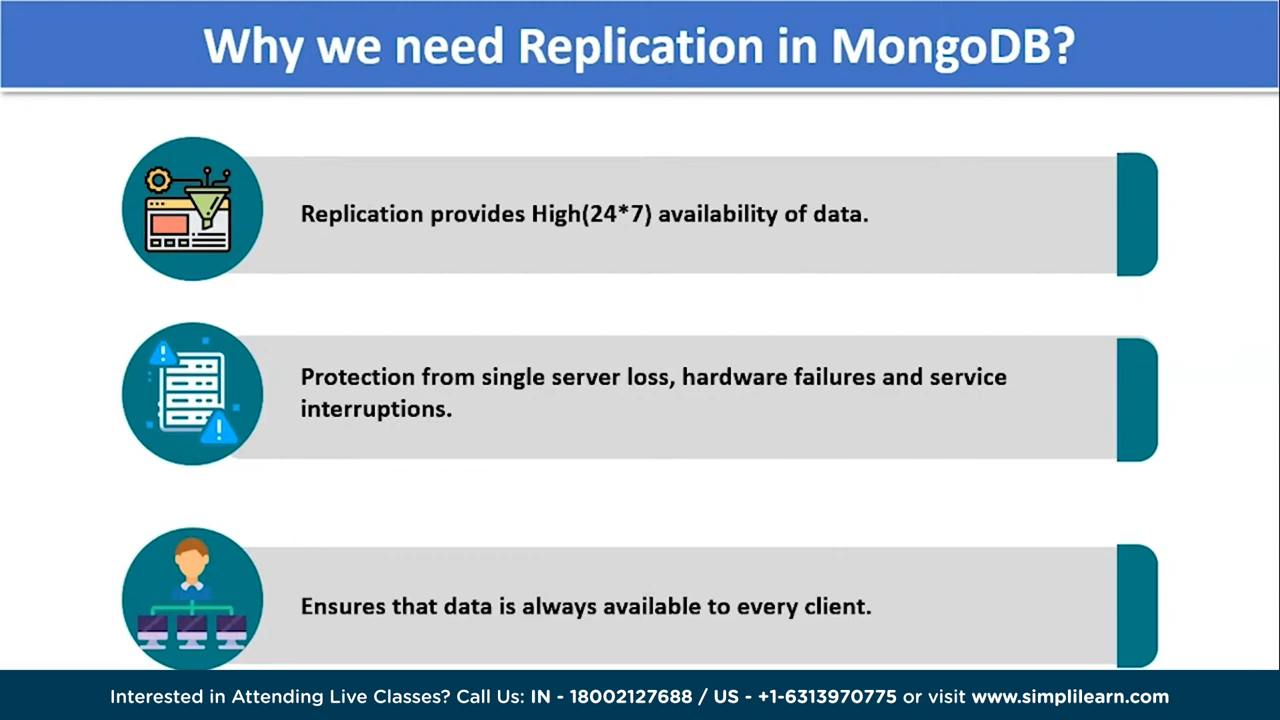 Why we need Replication in MongoDB?
Replication provides High(24*7) availability of data.
Protection from single server loss, hardware failures and service
interruptions.
Ensures that data is always available to every client.
Interested in Attending Live Classes? Call Us: IN - 18002127688 / US - +1-6313970775 or visit www.simplilearn.com